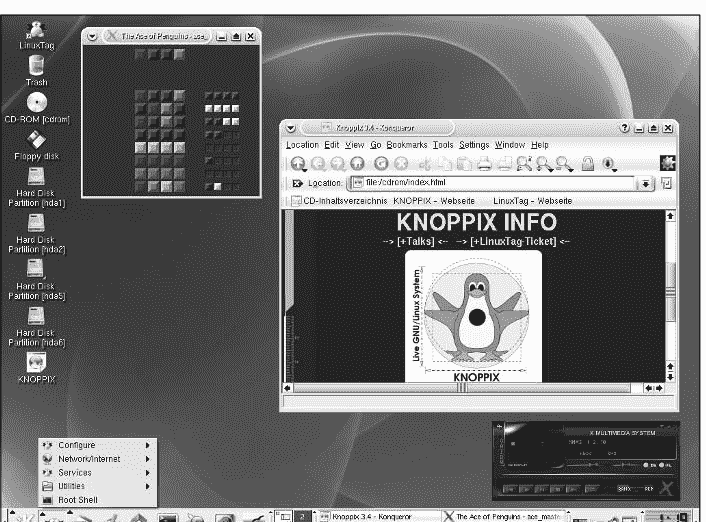 LinuxTag
Trash
CD-ROM [cdrom]
Floppy disk
Hard Disk
Partition [hda1]
Hard Disk
Partition [hda2]
Hard Disk
Partition [hda5]
Hard Disk
Partition [hda6]
KNOPPIX
The Ace of Penguins - ace_
Knoppix 3.4 - Konqueror
Location Edit View Go Bookmarks Tools Settings Window Help
Location: file:/cdrom/index.html
CD-Inhaltsverzeichnis KNOPPIX - Webseite LinuxTag - Webseite
KNOPPIX INFO
--> [+Talks] <-- --> [+LinuxTag-Ticket] <--
Live GNU/Linux System
KNOPPIX
X MULTIMEDIA SYSTEM
Configure
Network/Internet
Services
Utilities
Root Shell
2
Knoppix 3.4 - Konqueror
The Ace of Penguins - ace_maste